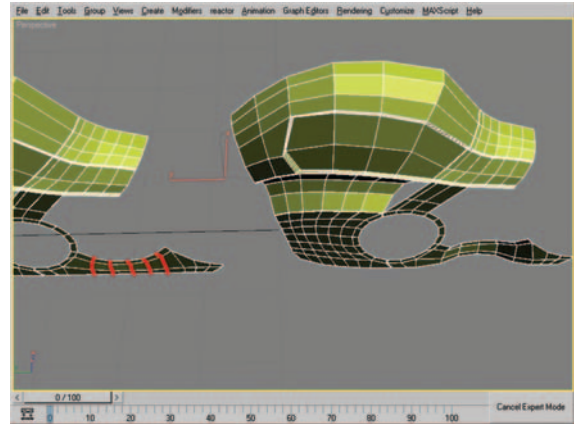 File Edit Tools Group Views Create Modifiers reactor Animation Graph Editors Rendering Customize MAXScript Help
Perspective
< 0 / 100 >
0 10 20 30 40 50 60 70 80 90 100
Cancel Expert Mode